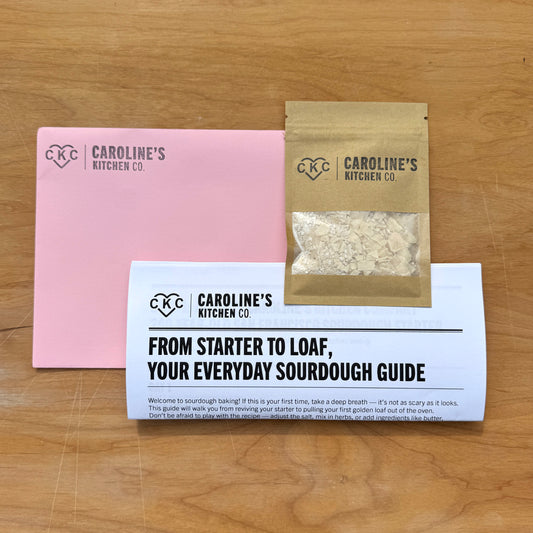 CKC CAROLINE'S
KITCHEN CO.
CKC CAROLINE'S
KITCHEN CO.
CKC CAROLINE'S
KITCHEN CO.
FROM STARTER TO LOAF,
YOUR EVERYDAY SOURDOUGH GUIDE
Welcome to sourdough baking! If this is your first time, take a deep breath — it's not as scary as it looks.
This guide will walk you from reviving your starter to pulling your first golden loaf out of the oven.
Don't be afraid to play with the recipe — adjust the salt, mix in herbs, or add ingredients like butter,